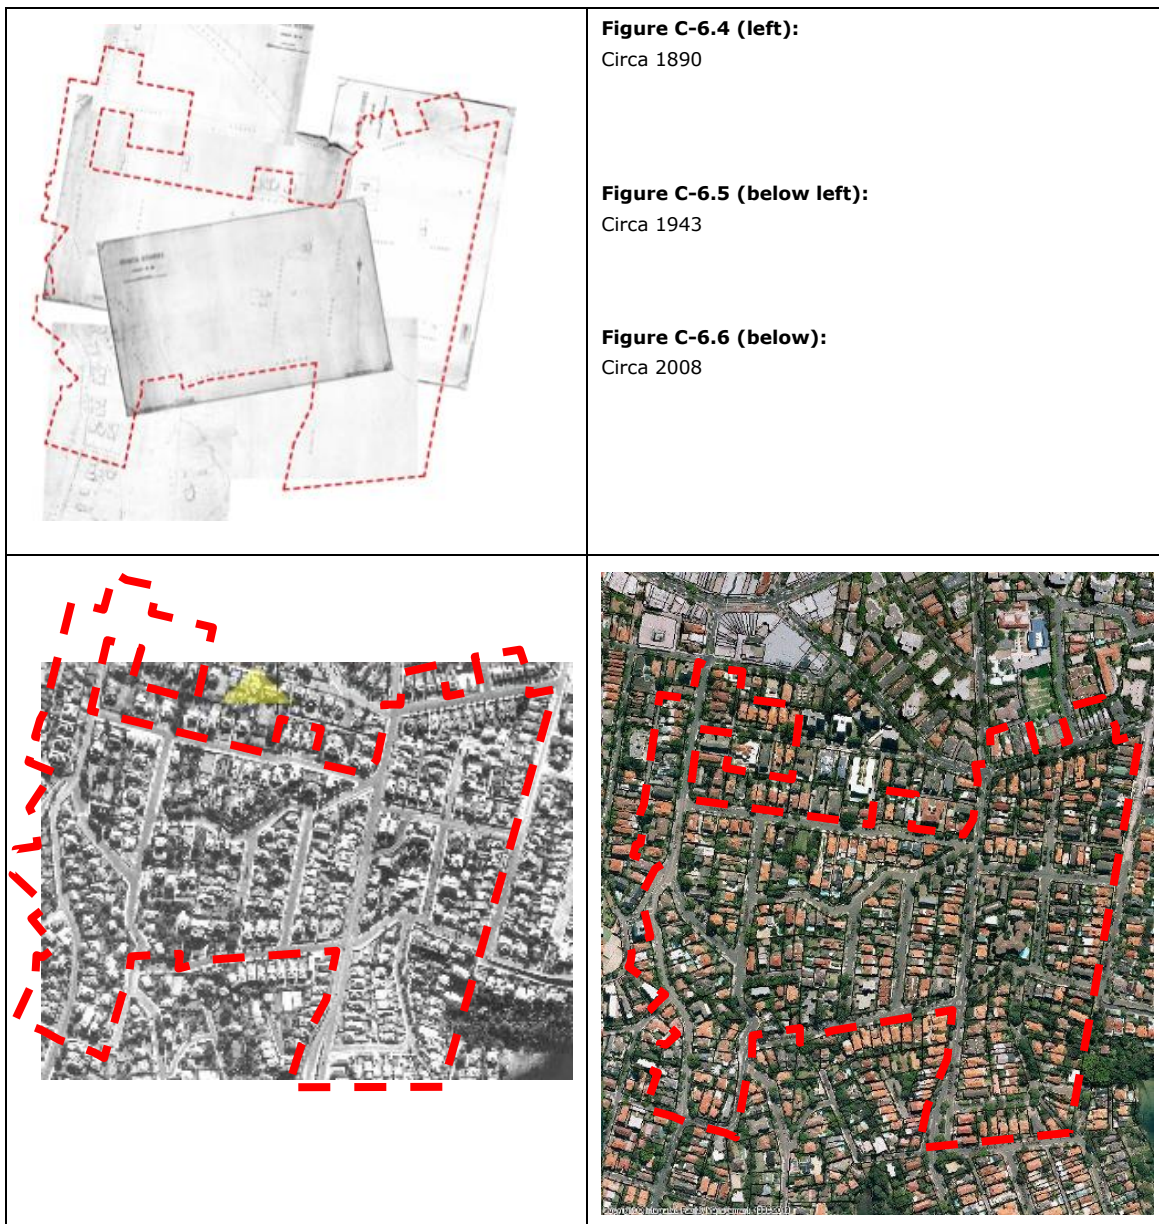 Figure C-6.4 (left):
Circa 1890
Figure C-6.5 (below left):
Circa 1943
Figure C-6.6 (below):
Circa 2008